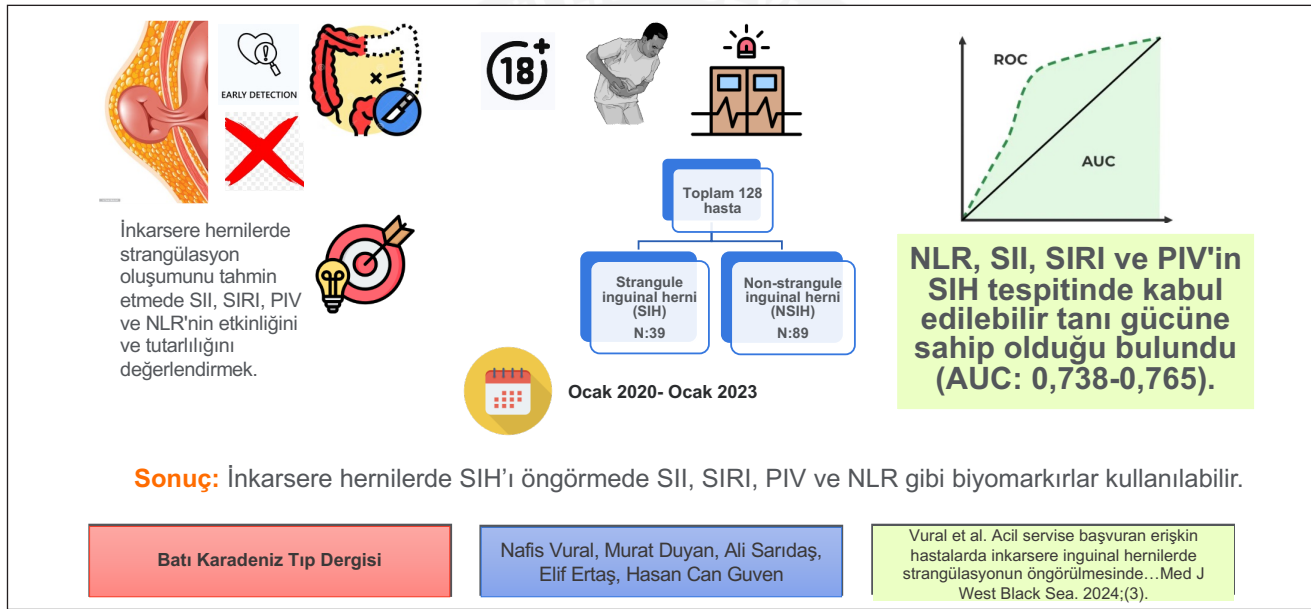 EARLY DETECTION
İnkarsere hernilerde
strangülasyon
oluşumunu tahmin
etmede SII, SIRI, PIV
ve NLR'nin etkinliğini
ve tutarlılığını
değerlendirmek.
18+
Toplam 128
hasta
Strangule
inguinal herni
(SIH)
N:39
Non-strangule
inguinal herni
(NSIH)
N:89
Ocak 2020- Ocak 2023
ROC
AUC
NLR, SII, SIRI ve PIV'in
SIH tespitinde kabul
edilebilir tanı gücüne
sahip olduğu bulundu
(AUC: 0,738-0,765).
Sonuç: İnkarsere hernilerde SIH’ı öngörmede SII, SIRI, PIV ve NLR gibi biyomarkırlar kullanılabilir.
Batı Karadeniz Tıp Dergisi
Nafis Vural, Murat Duyan, Ali Sarıdaş,
Elif Ertaş, Hasan Can Guven
Vural et al. Acil servise başvuran erişkin
hastalarda inkarsere inguinal hernilerde
strangülasyonun öngörülmesinde…Med J
West Black Sea. 2024;(3).